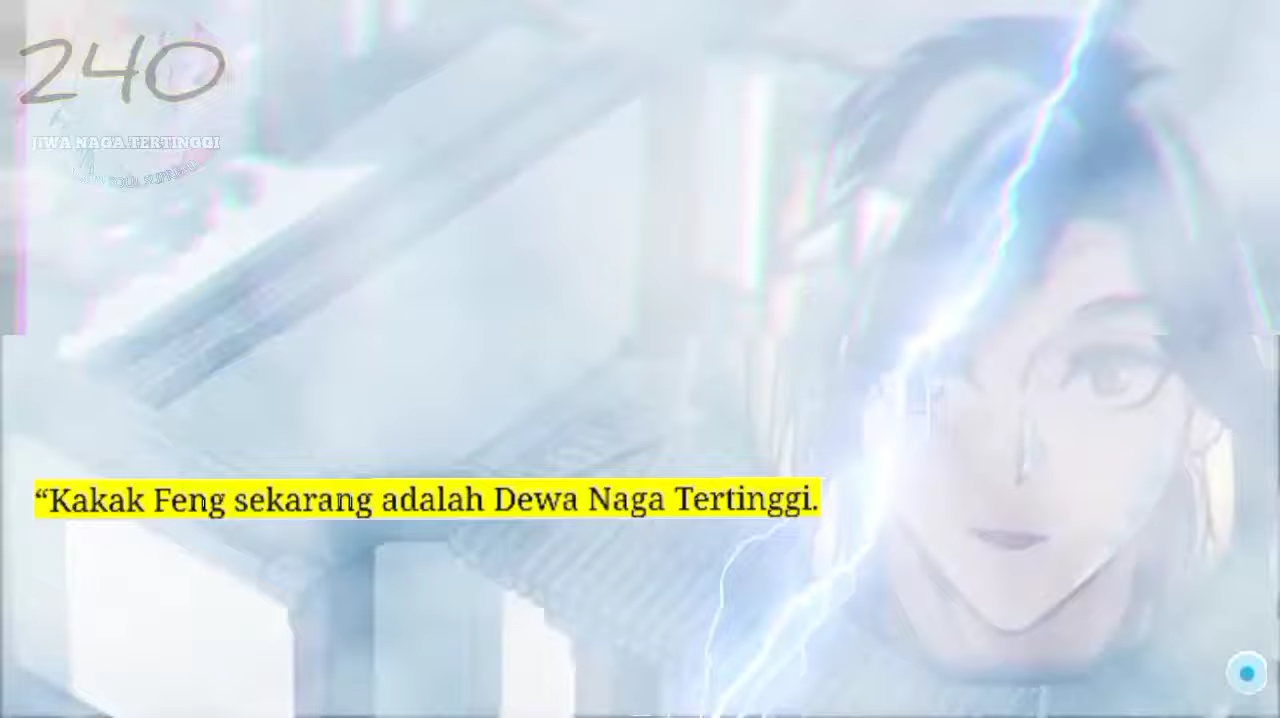 240
JIWA NAGA TERTINGGI
“Kakak Feng sekarang adalah Dewa Naga Tertinggi.